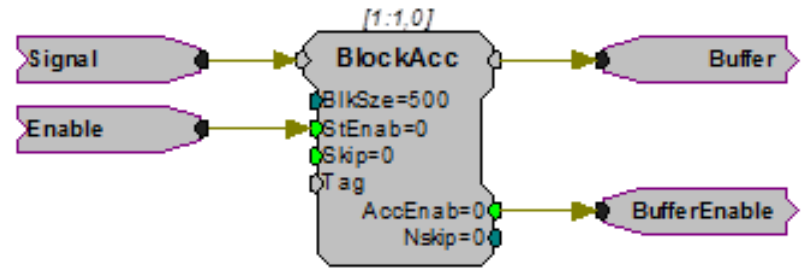 [1:1,0]
Signal
BlockAcc
Buffer
BlkSze=500
Enable
StEnab=0
Skip=0
Tag
AccEnab=0
BufferEnable
Nskip=0